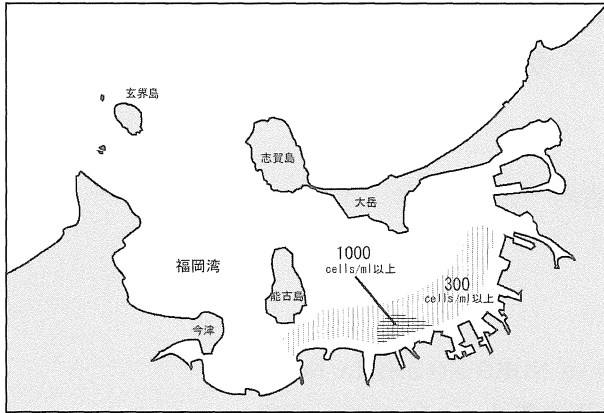 玄界島
志賀島
大岳
福岡湾
1000
cells/ml以上
300
cells/ml以上
能古島
今津